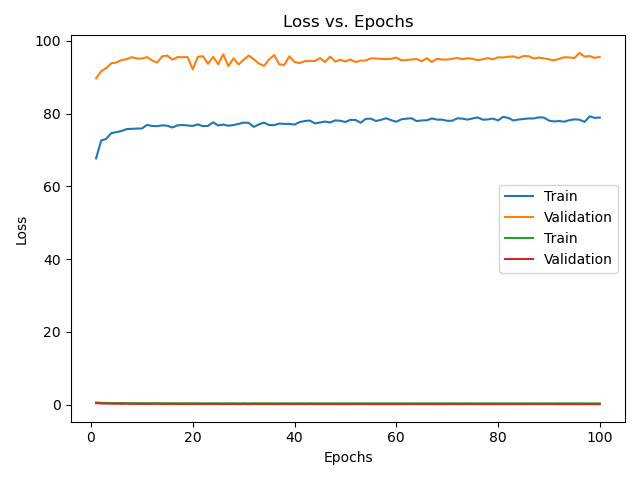 Loss vs. Epochs
100
80
60
40
20
0
Loss
Train
Validation
Train
Validation
0 20 40 60 80 100
Epochs